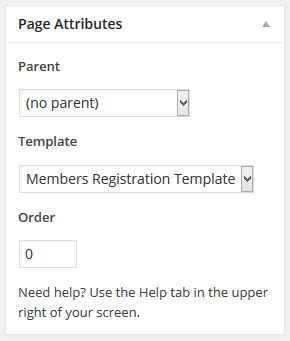 Page Attributes
Parent
(no parent)
Template
Members Registration Template
Order
0
Need help? Use the Help tab in the upper
right of your screen.